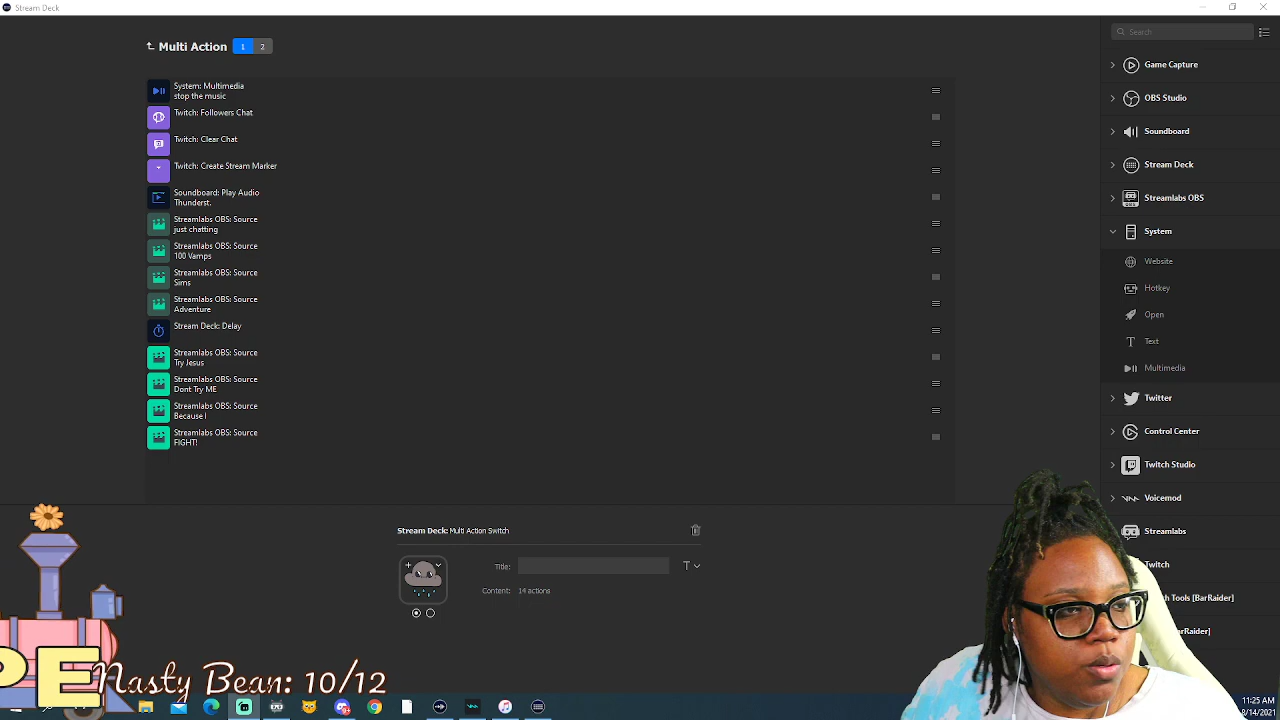 Stream Deck
Multi Action 1 2
Search
System: Multimedia
stop the music
Twitch: Followers Chat
Twitch: Clear Chat
Twitch: Create Stream Marker
Soundboard: Play Audio
Thunderst.
Streamlabs OBS: Source
just chatting
Streamlabs OBS: Source
100 Vamps
Streamlabs OBS: Source
Sims
Streamlabs OBS: Source
Adventure
Stream Deck: Delay
Streamlabs OBS: Source
Try Jesus
Streamlabs OBS: Source
Dont Try ME
Streamlabs OBS: Source
Because I
Streamlabs OBS: Source
FIGHT!
Game Capture
OBS Studio
Soundboard
Stream Deck
Streamlabs OBS
System
Website
Hotkey
Open
Text
Multimedia
Twitter
Control Center
Twitch Studio
Voicemod
Streamlabs
Twitch
Tools [BarRaider]
BarRaider]
Stream Deck: Multi Action Switch
Title:
T
Content: 14 actions
PE
Nasty Bean: 10/12
11:25 AM
8/14/2021